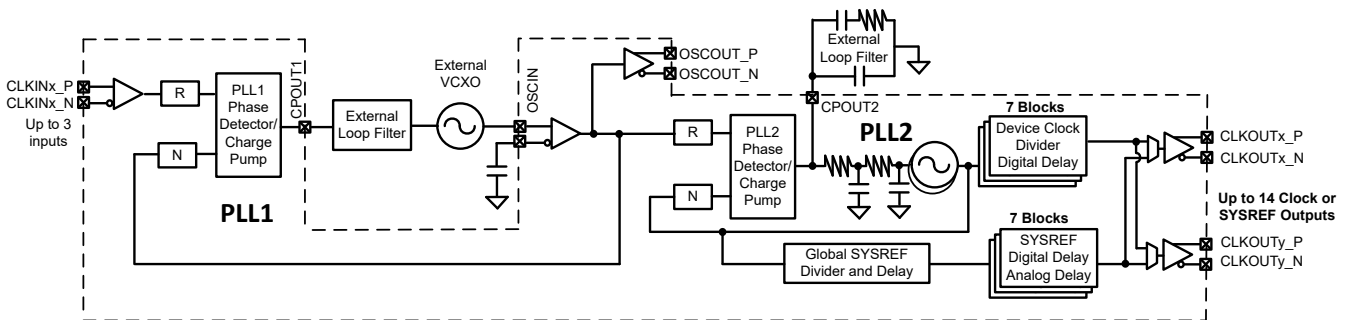 CLKINx_P
CLKINx_N
Up to 3
inputs
R
N
PLL1
Phase
Detector/
Charge
Pump
PLL1
CPOUT1
External
Loop Filter
External
VCXO
OSCIN
OSCOUT_P
OSCOUT_N
R
N
PLL2
Phase
Detector/
Charge
Pump
External
Loop Filter
CPOUT2
PLL2
7 Blocks
Device Clock
Divider
Digital Delay
7 Blocks
SYSREF
Digital Delay
Analog Delay
Global SYSREF
Divider and Delay
CLKOUTx_P
CLKOUTx_N
Up to 14 Clock or
SYSREF Outputs
CLKOUTy_P
CLKOUTy_N